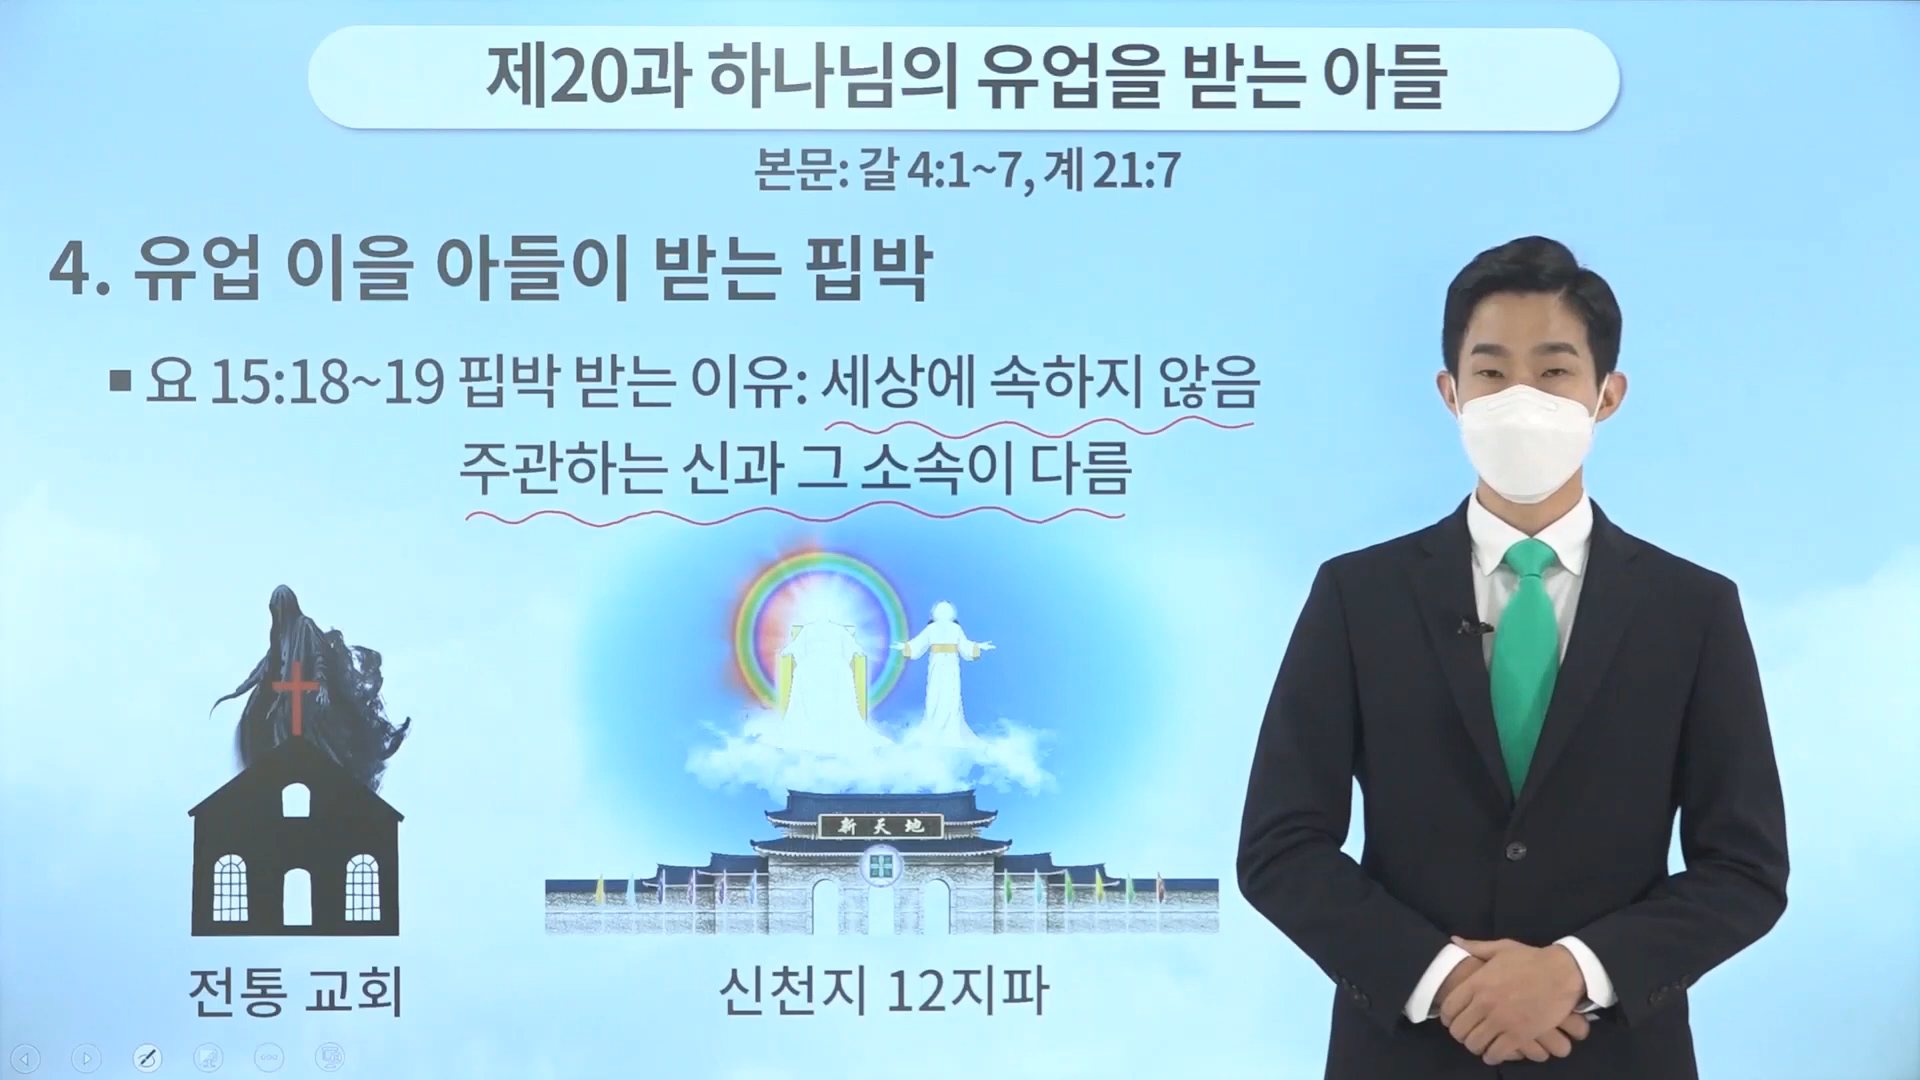 제20과 하나님의 유업을 받는 아들
본문: 갈 4:1~7, 계 21:7
4. 유업 이을 아들이 받는 핍박
▪ 요 15:18~19 핍박 받는 이유: 세상에 속하지 않음
주관하는 신과 그 소속이 다름
新天地
전통 교회
신천지 12지파